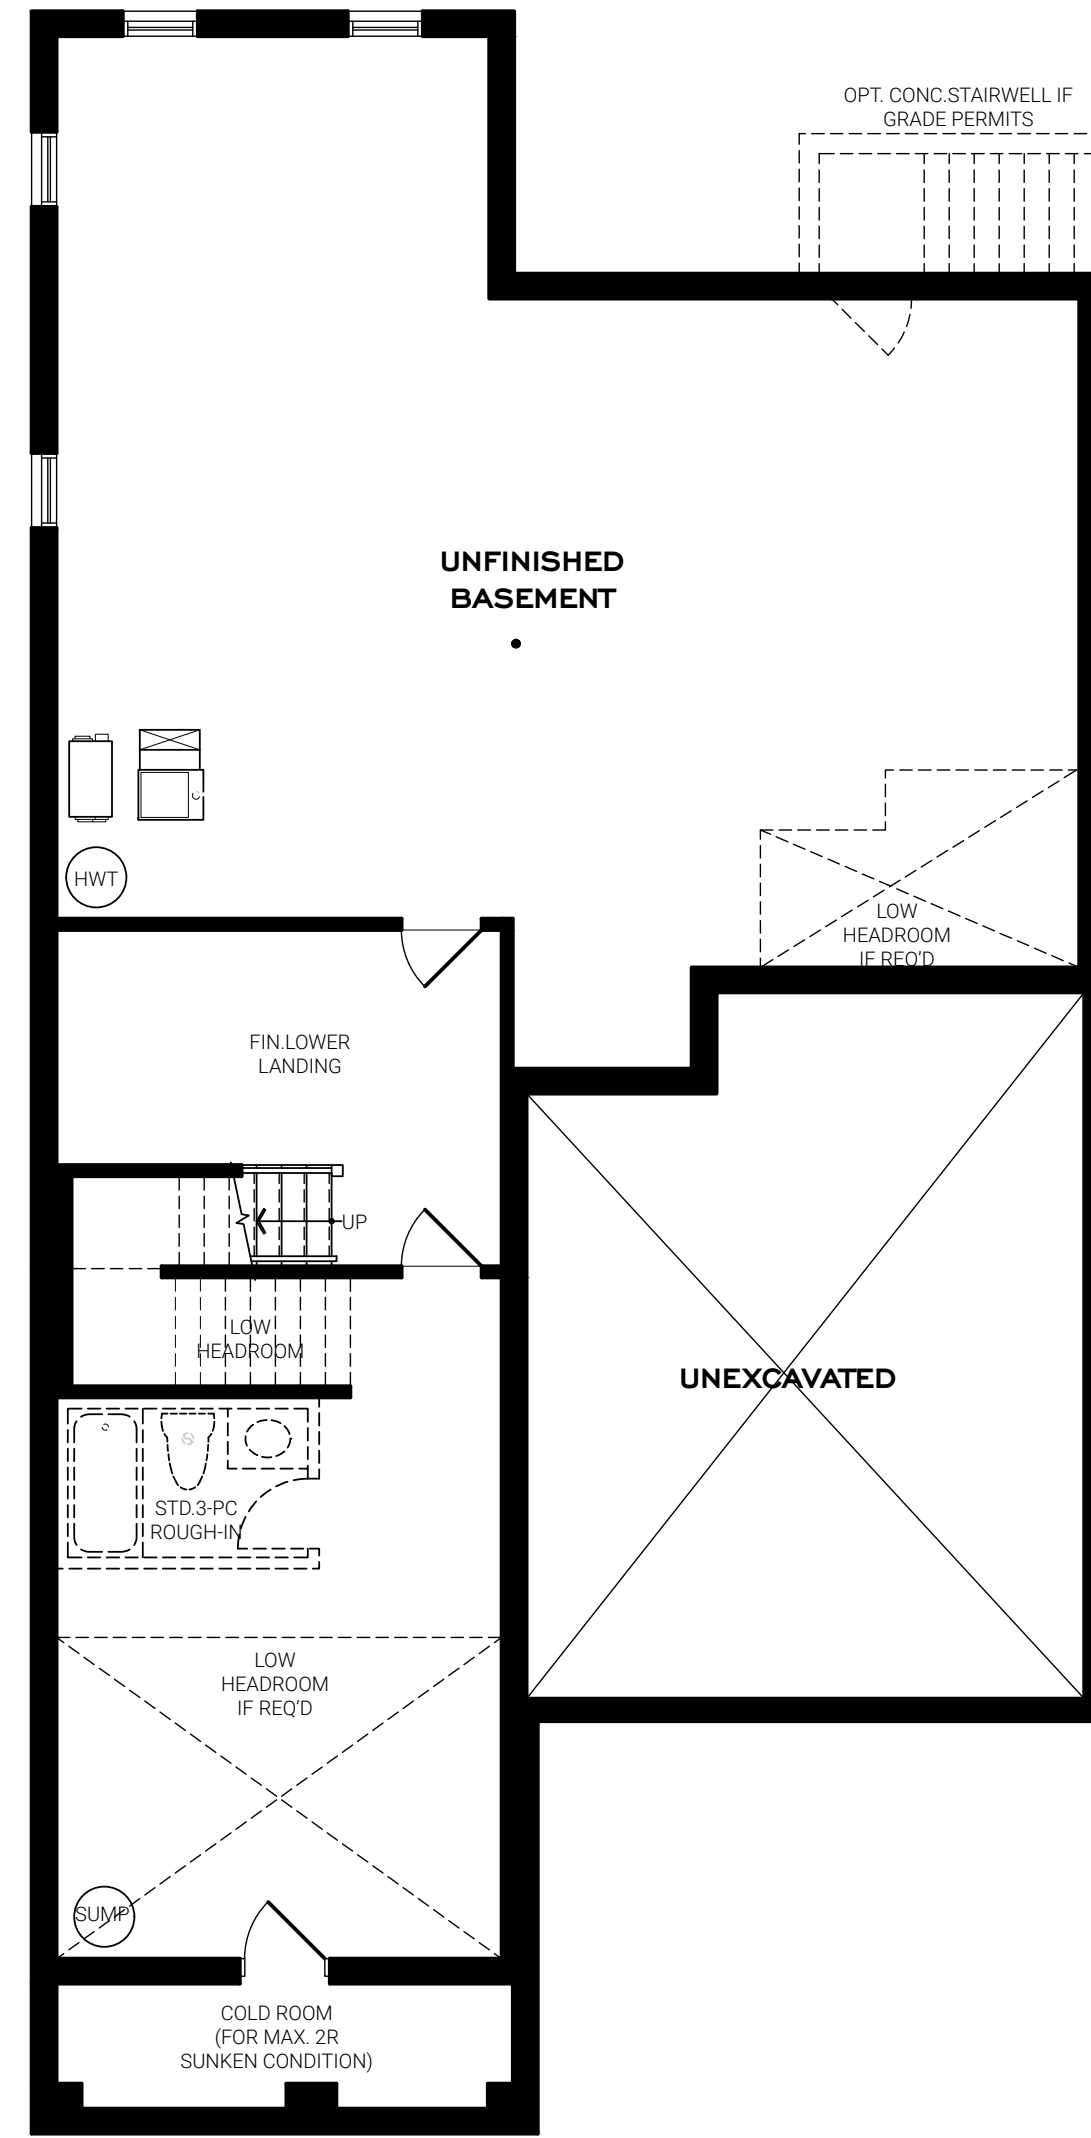 OPT. CONC.STAIRWELL IF
GRADE PERMITS
UNFINISHED
BASEMENT
HWT
LOW
HEADROOM
IF REQ'D
FIN.LOWER
LANDING
UP
LOW
HEADROOM
UNEXCAVATED
STD.3-PC
ROUGH-IN
LOW
HEADROOM
IF REQ'D
SUMP
COLD ROOM
(FOR MAX. 2R
SUNKEN CONDITION)